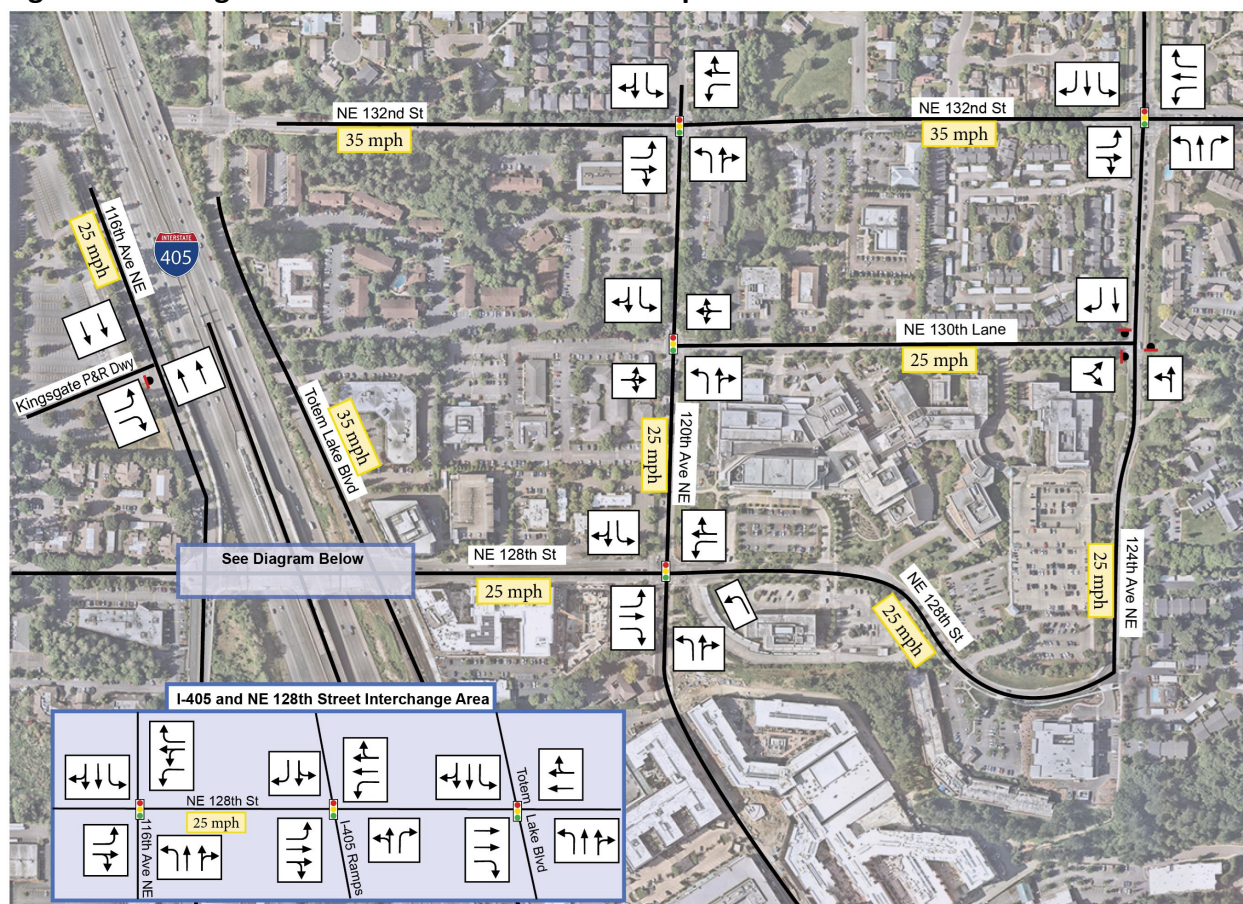 NE 132nd St
35 mph
NE 132nd St
35 mph
116th Ave NE
25 mph
INTERSTATE
405
Kingsgate P&R Dwy
Totem Lake Blvd
35 mph
NE 130th Lane
25 mph
120th Ave NE
25 mph
124th Ave NE
25 mph
See Diagram Below
NE 128th St
25 mph
NE 128th St
25 mph
I-405 and NE 128th Street Interchange Area
NE 128th St
25 mph
116th Ave NE
I-405 Ramps
Totem
Lake Blvd